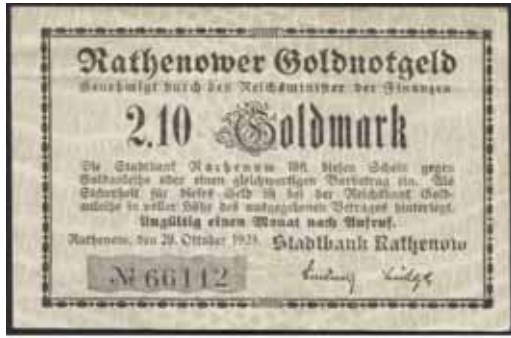 Rathenower Goldnotgeld
Genehmigt durch den Reichsminister der Finanzen
2.10 Goldmark
Die Stadtbank Rathenow löst diesen Schein gegen
Goldanleihe oder einen gleichwertigen Barbetrag ein. Als
Sicherheit für dieses Geld ist bei der Reichsbank Gold-
anleihe in voller Höhe des ausgegebenen Betrages hinterlegt.
Ungültig einen Monat nach Aufruf.
Rathenow, den 28. Oktober 1923. Stadtbank Rathenow
№ 66112